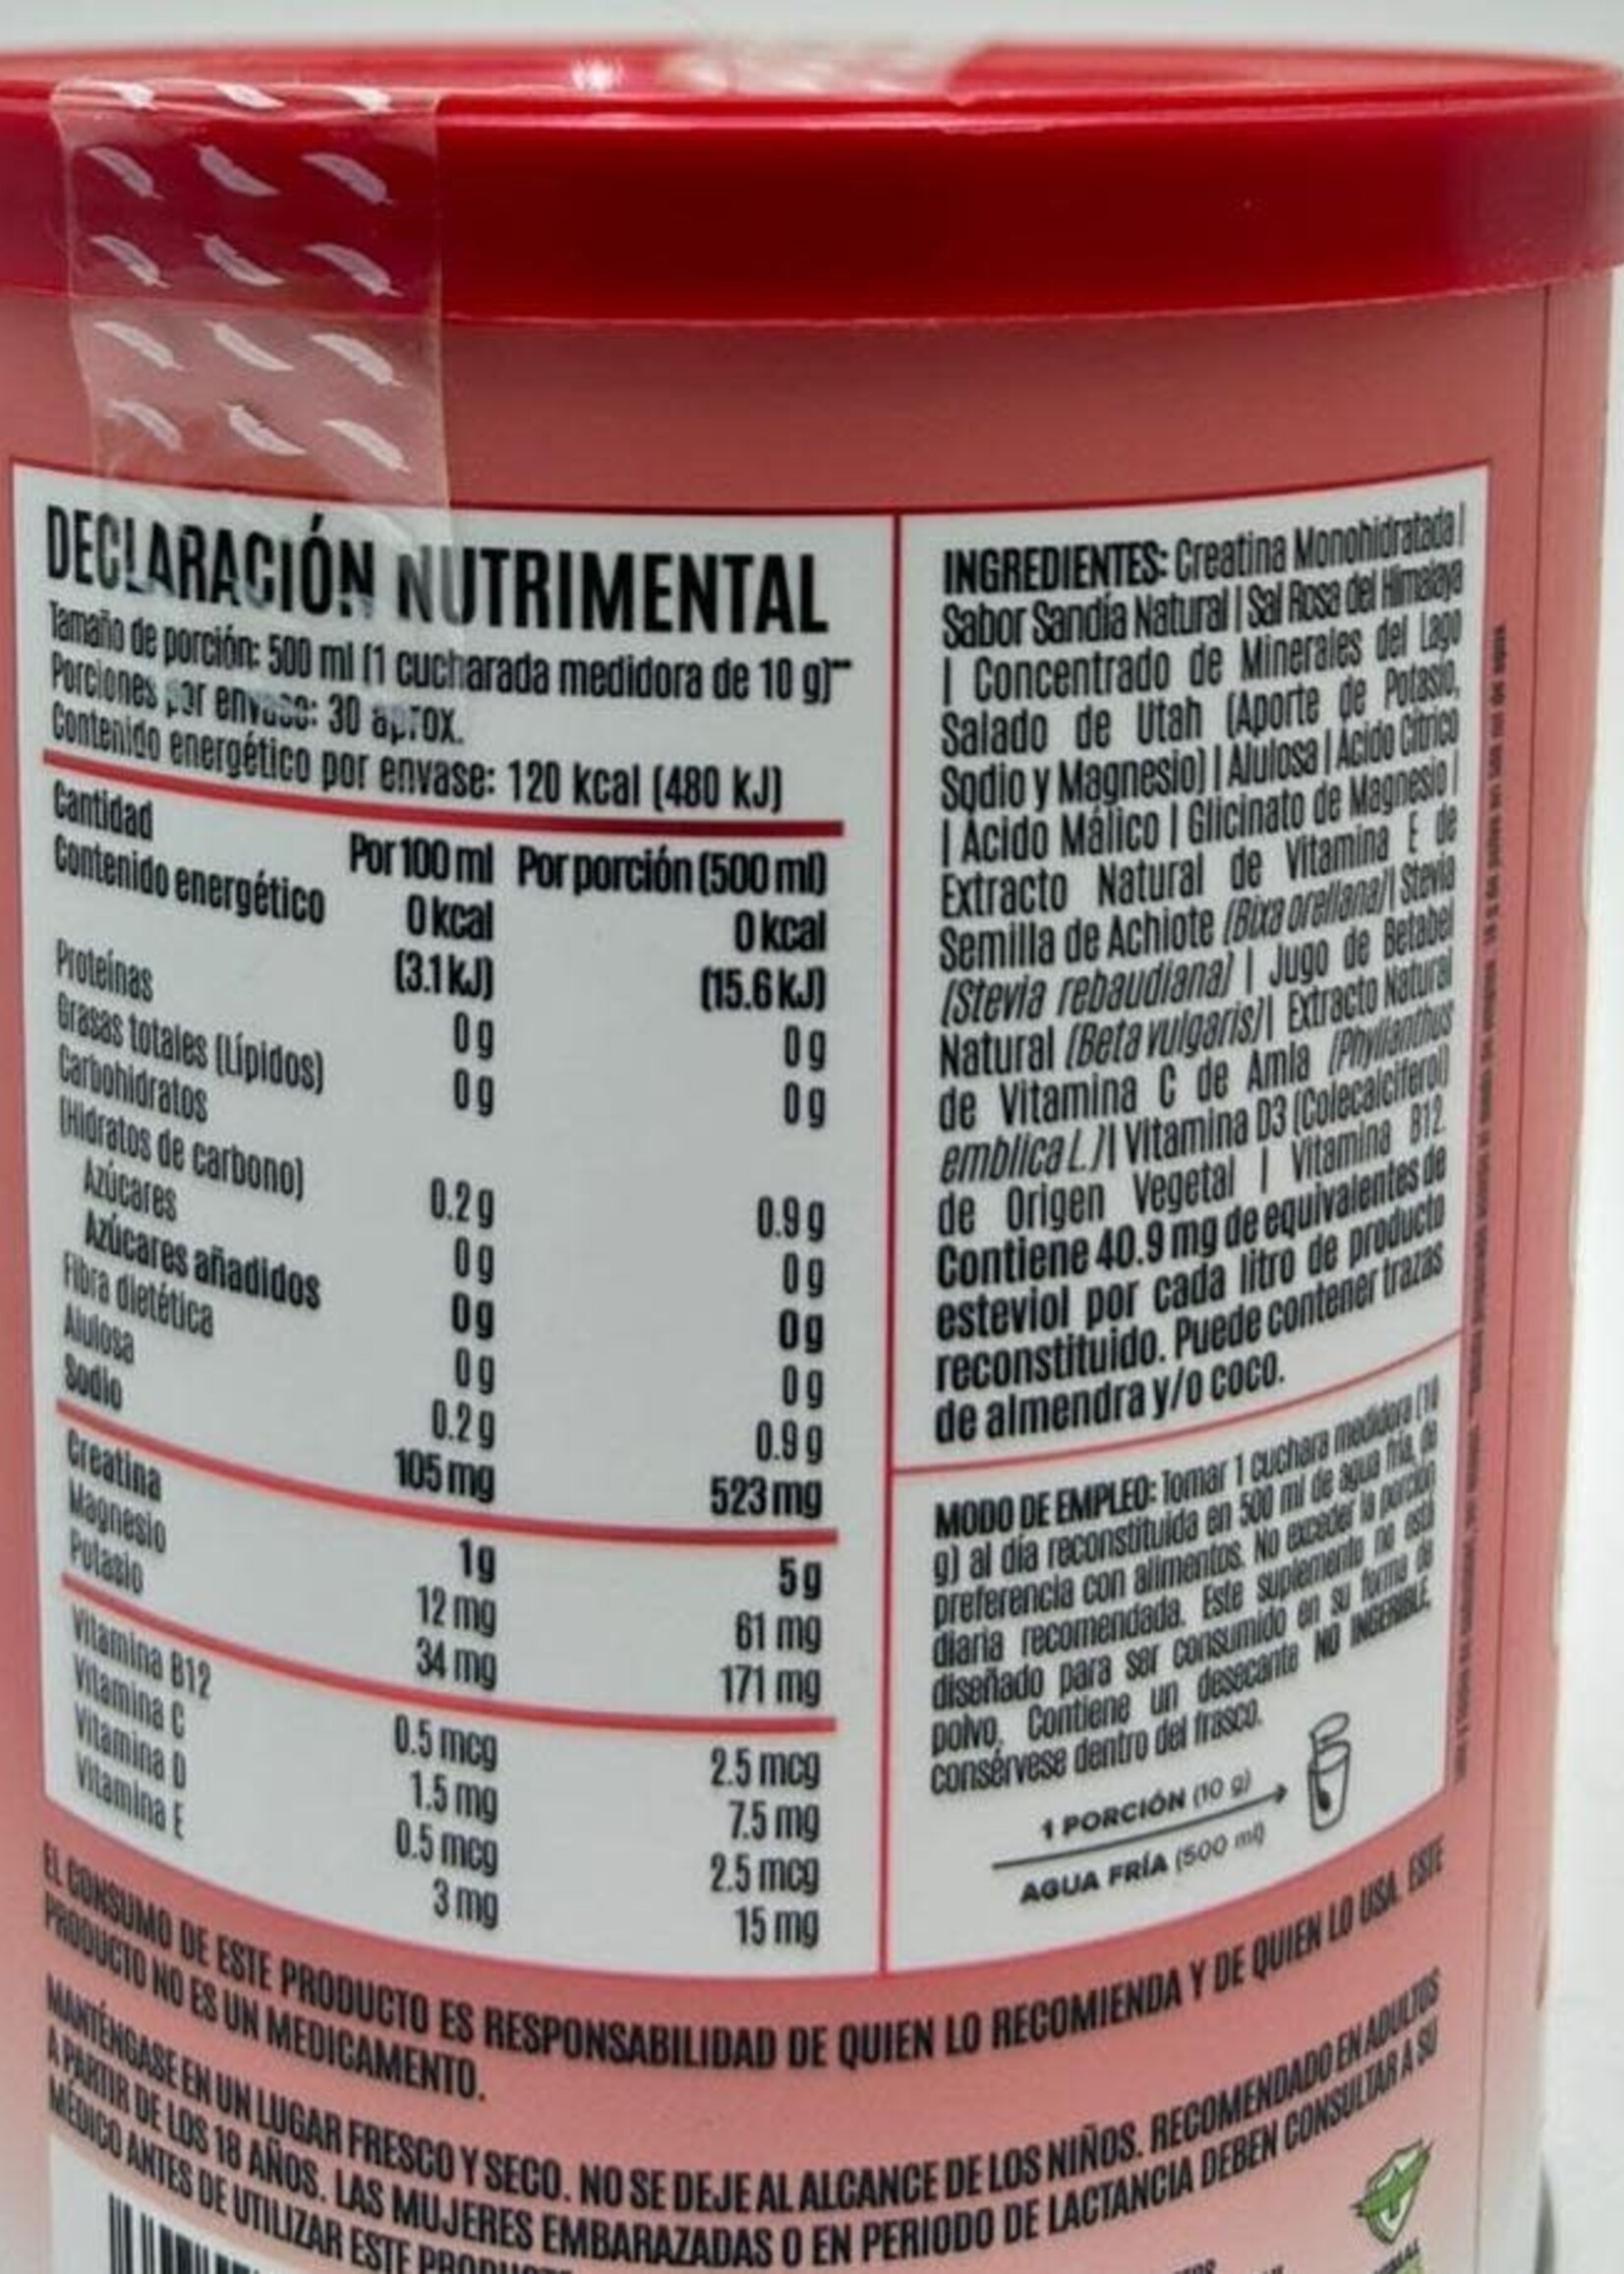 DECLARACIÓN NUTRIMENTAL
Tamaño de porción: 500 ml (1 cucharada medidora de 10 g)**
Porciones por envase: 30 aprox.
Contenido energético por envase: 120 kcal (480 kJ)
Cantidad Por 100 ml Por porción (500 ml)
Contenido energético 0 kcal 0 kcal
(3.1 kJ) (15.6 kJ)
Proteínas 0 g 0 g
Grasas totales (Lípidos) 0 g 0 g
Carbohidratos
(Hidratos de carbono) 0.2 g 0.9 g
Azúcares 0 g 0 g
Azúcares añadidos 0 g 0 g
Fibra dietética 0 g 0 g
Alulosa 0.2 g 0.9 g
Sodio 105 mg 523 mg
Creatina 1 g 5 g
Magnesio 12 mg 61 mg
Potasio 34 mg 171 mg
Vitamina B12 0.5 mcg 2.5 mcg
Vitamina C 1.5 mg 7.5 mg
Vitamina D 0.5 mcg 2.5 mcg
Vitamina E 3 mg 15 mg
INGREDIENTES: Creatina Monohidratada |
Sabor Sandía Natural | Sal Rosa del Himalaya
| Concentrado de Minerales del Lago
Salado de Utah (Aporte de Potasio,
Sodio y Magnesio) | Alulosa | Ácido Cítrico
| Ácido Málico | Glicinato de Magnesio |
Extracto Natural de Vitamina E de
Semilla de Achiote (Bixa orellana)| Stevia
(Stevia rebaudiana) | Jugo de Betabel
Natural (Beta vulgaris)| Extracto Natural
de Vitamina C de Amla (Phyllanthus
emblica L.)| Vitamina D3 (Colecalciferol)
de Origen Vegetal | Vitamina B12.
Contiene 40.9 mg de equivalentes de
esteviol por cada litro de producto
reconstituido. Puede contener trazas
de almendra y/o coco.
MODO DE EMPLEO: Tomar 1 cuchara medidora (10
g) al día reconstituida en 500 ml de agua fría, de
preferencia con alimentos. No exceder la porción
diaria recomendada. Este suplemento no está
diseñado para ser consumido en su forma de
polvo. Contiene un desecante NO INGERIBLE,
consérvese dentro del frasco.
1 PORCIÓN (10 g)
AGUA FRÍA (500 ml)
EL CONSUMO DE ESTE PRODUCTO ES RESPONSABILIDAD DE QUIEN LO RECOMIENDA Y DE QUIEN LO USA. ESTE
PRODUCTO NO ES UN MEDICAMENTO.
MANTÉNGASE EN UN LUGAR FRESCO Y SECO. NO SE DEJE AL ALCANCE DE LOS NIÑOS. RECOMENDADO EN ADULTOS
A PARTIR DE LOS 18 AÑOS. LAS MUJERES EMBARAZADAS O EN PERIODO DE LACTANCIA DEBEN CONSULTAR A SU
MÉDICO ANTES DE UTILIZAR ESTE